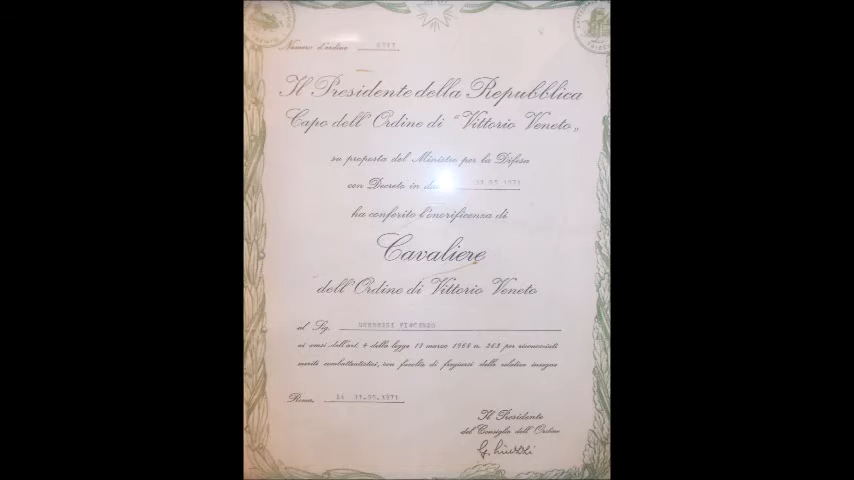 Numero d'ordine
Il Presidente della Repubblica
Capo dell'Ordine di "Vittorio Veneto„
su proposta del Ministro per la Difesa
con Decreto in 1971
ha conferito l'onorificenza di
Cavaliere
dell'Ordine di Vittorio Veneto
al Sig.
ai sensi dell'art. 4 della legge 18 marzo 1968 n. 263 per riconosciuti
meriti combattentistici, con facoltà di fregiarsi delle relative insegne
Roma, 1971
Il Presidente
del Consiglio dell'Ordine